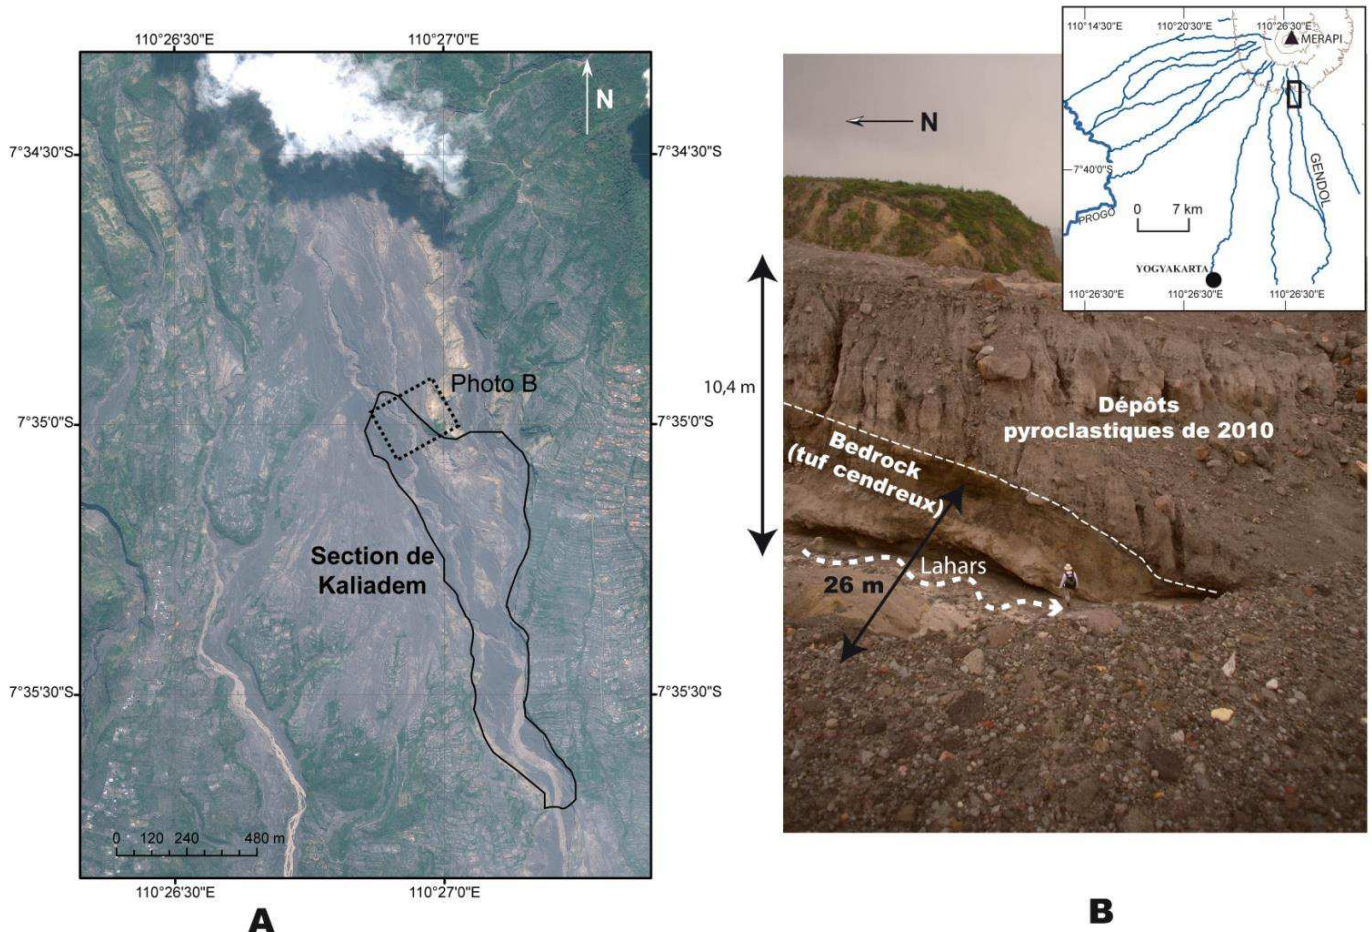 110°26'30"E
110°27'0"E
N
7°34'30"S
7°34'30"S
Photo B
7°35'0"S
7°35'0"S
Section de
Kaliadem
7°35'30"S
7°35'30"S
0 120 240 480 m
110°26'30"E
110°27'0"E
A
110°14'30"E
110°20'30"E
110°26'30"E
MERAPI
7°40'0"S
GENDOL
PROGO
0 7 km
YOGYAKARTA
110°26'30"E
110°26'30"E
110°26'30"E
N
10,4 m
Dépôts
pyroclastiques de 2010
Bedrock
(tuf cendreux)
Lahars
26 m
B